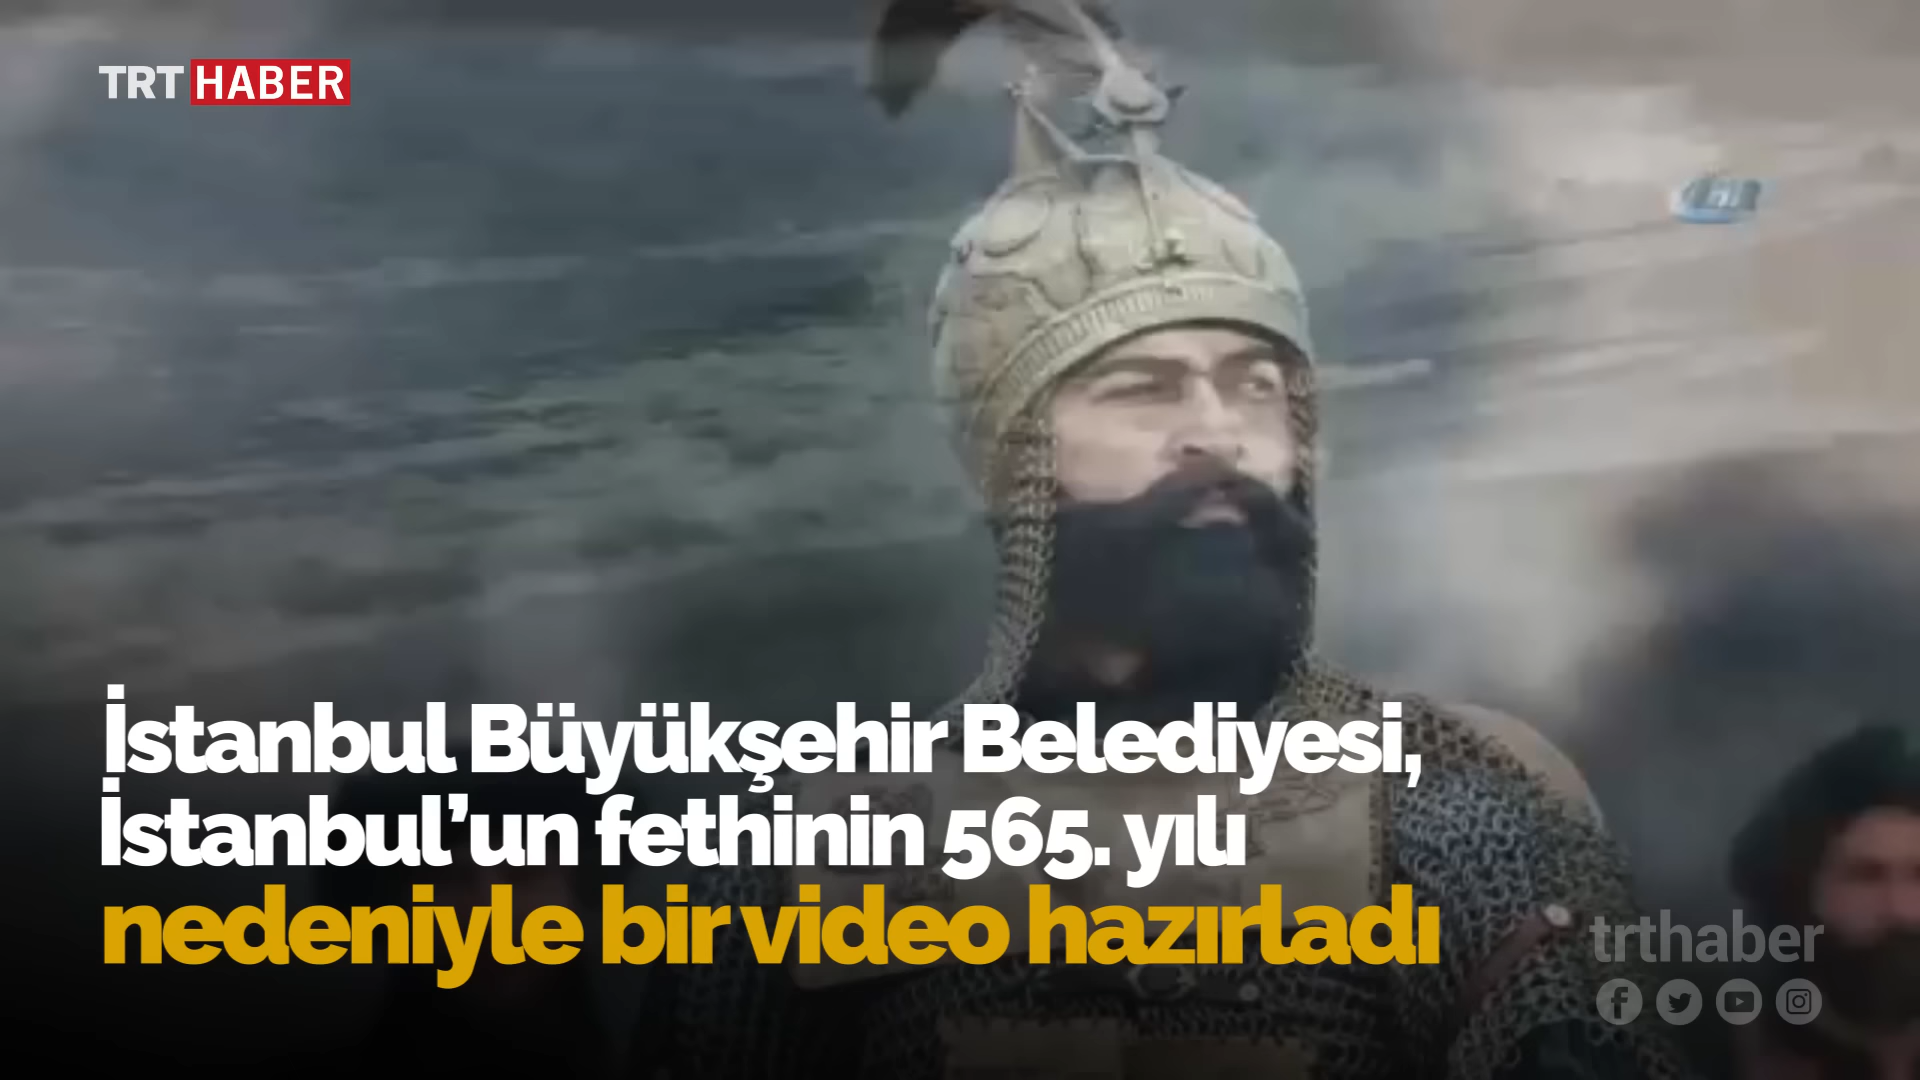 TRT HABER
İstanbul Büyükşehir Belediyesi,
İstanbul’un fethinin 565. yılı
nedeniyle bir video hazırladı
trthaber